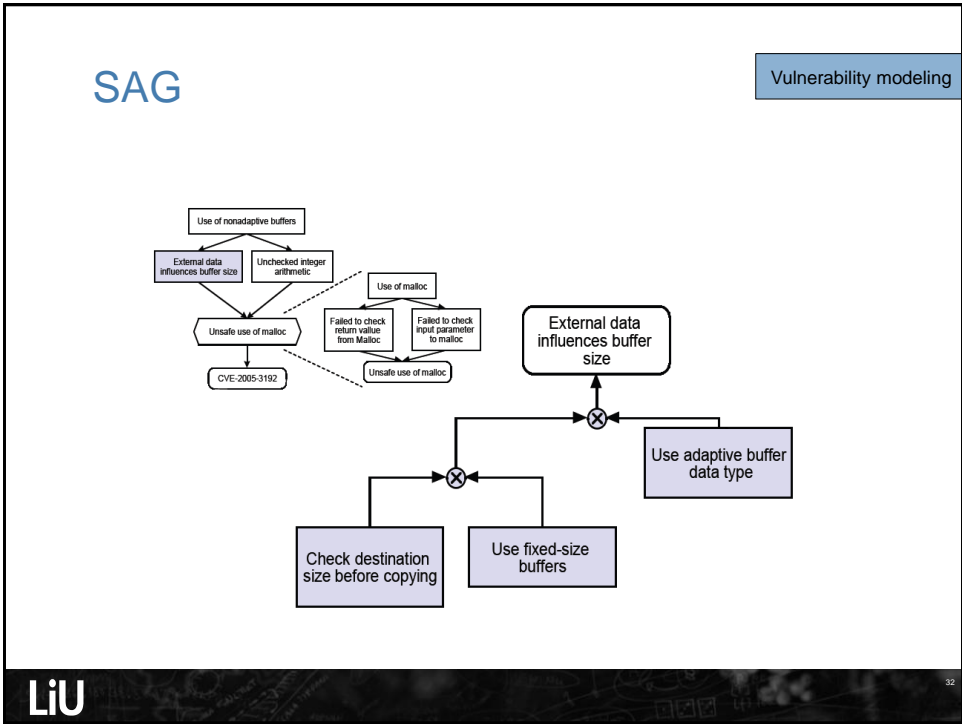 SAG
Vulnerability modeling
Use of nonadaptive buffers
External data
influences buffer size
Unchecked integer
arithmetic
Unsafe use of malloc
CVE-2005-3192
Use of malloc
Failed to check
return value
from Malloc
Failed to check
input parameter
to malloc
Unsafe use of malloc
External data
influences buffer
size
Use adaptive buffer
data type
Check destination
size before copying
Use fixed-size
buffers
LiU
32